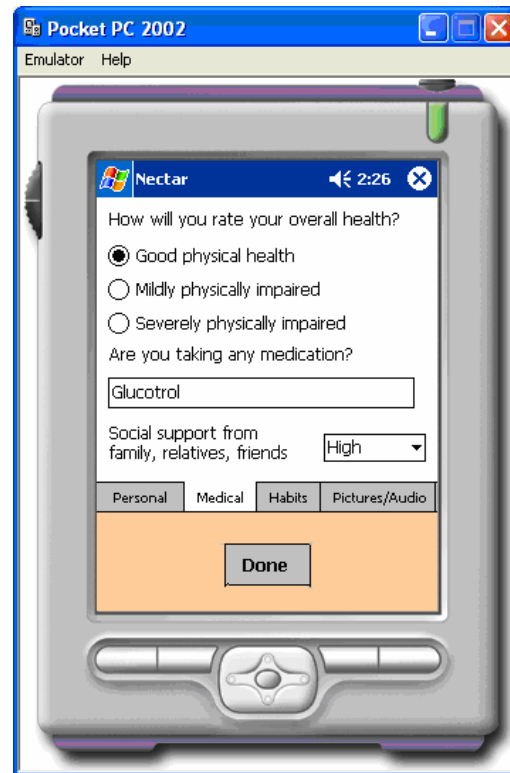 Pocket PC 2002
Emulator Help
Nectar 2:26
How will you rate your overall health?
Good physical health
Mildly physically impaired
Severely physically impaired
Are you taking any medication?
Glucotrol
Social support from
family, relatives, friends
High
Personal Medical Habits Pictures/Audio
Done